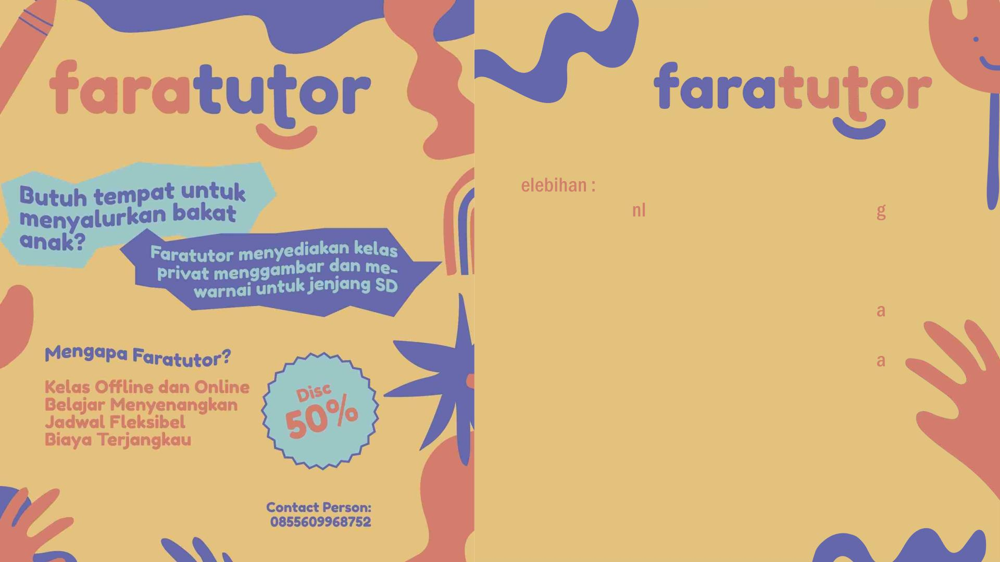 faratutor
Butuh tempat untuk
menyalurkan bakat
anak?
Faratutor menyediakan kelas
privat menggambar dan me-
warnai untuk jenjang SD
Mengapa Faratutor?
Kelas Offline dan Online
Belajar Menyenangkan
Jadwal Fleksibel
Biaya Terjangkau
Disc
50%
Contact Person:
0855609968752
faratutor
elebihan :
nl g
a
a